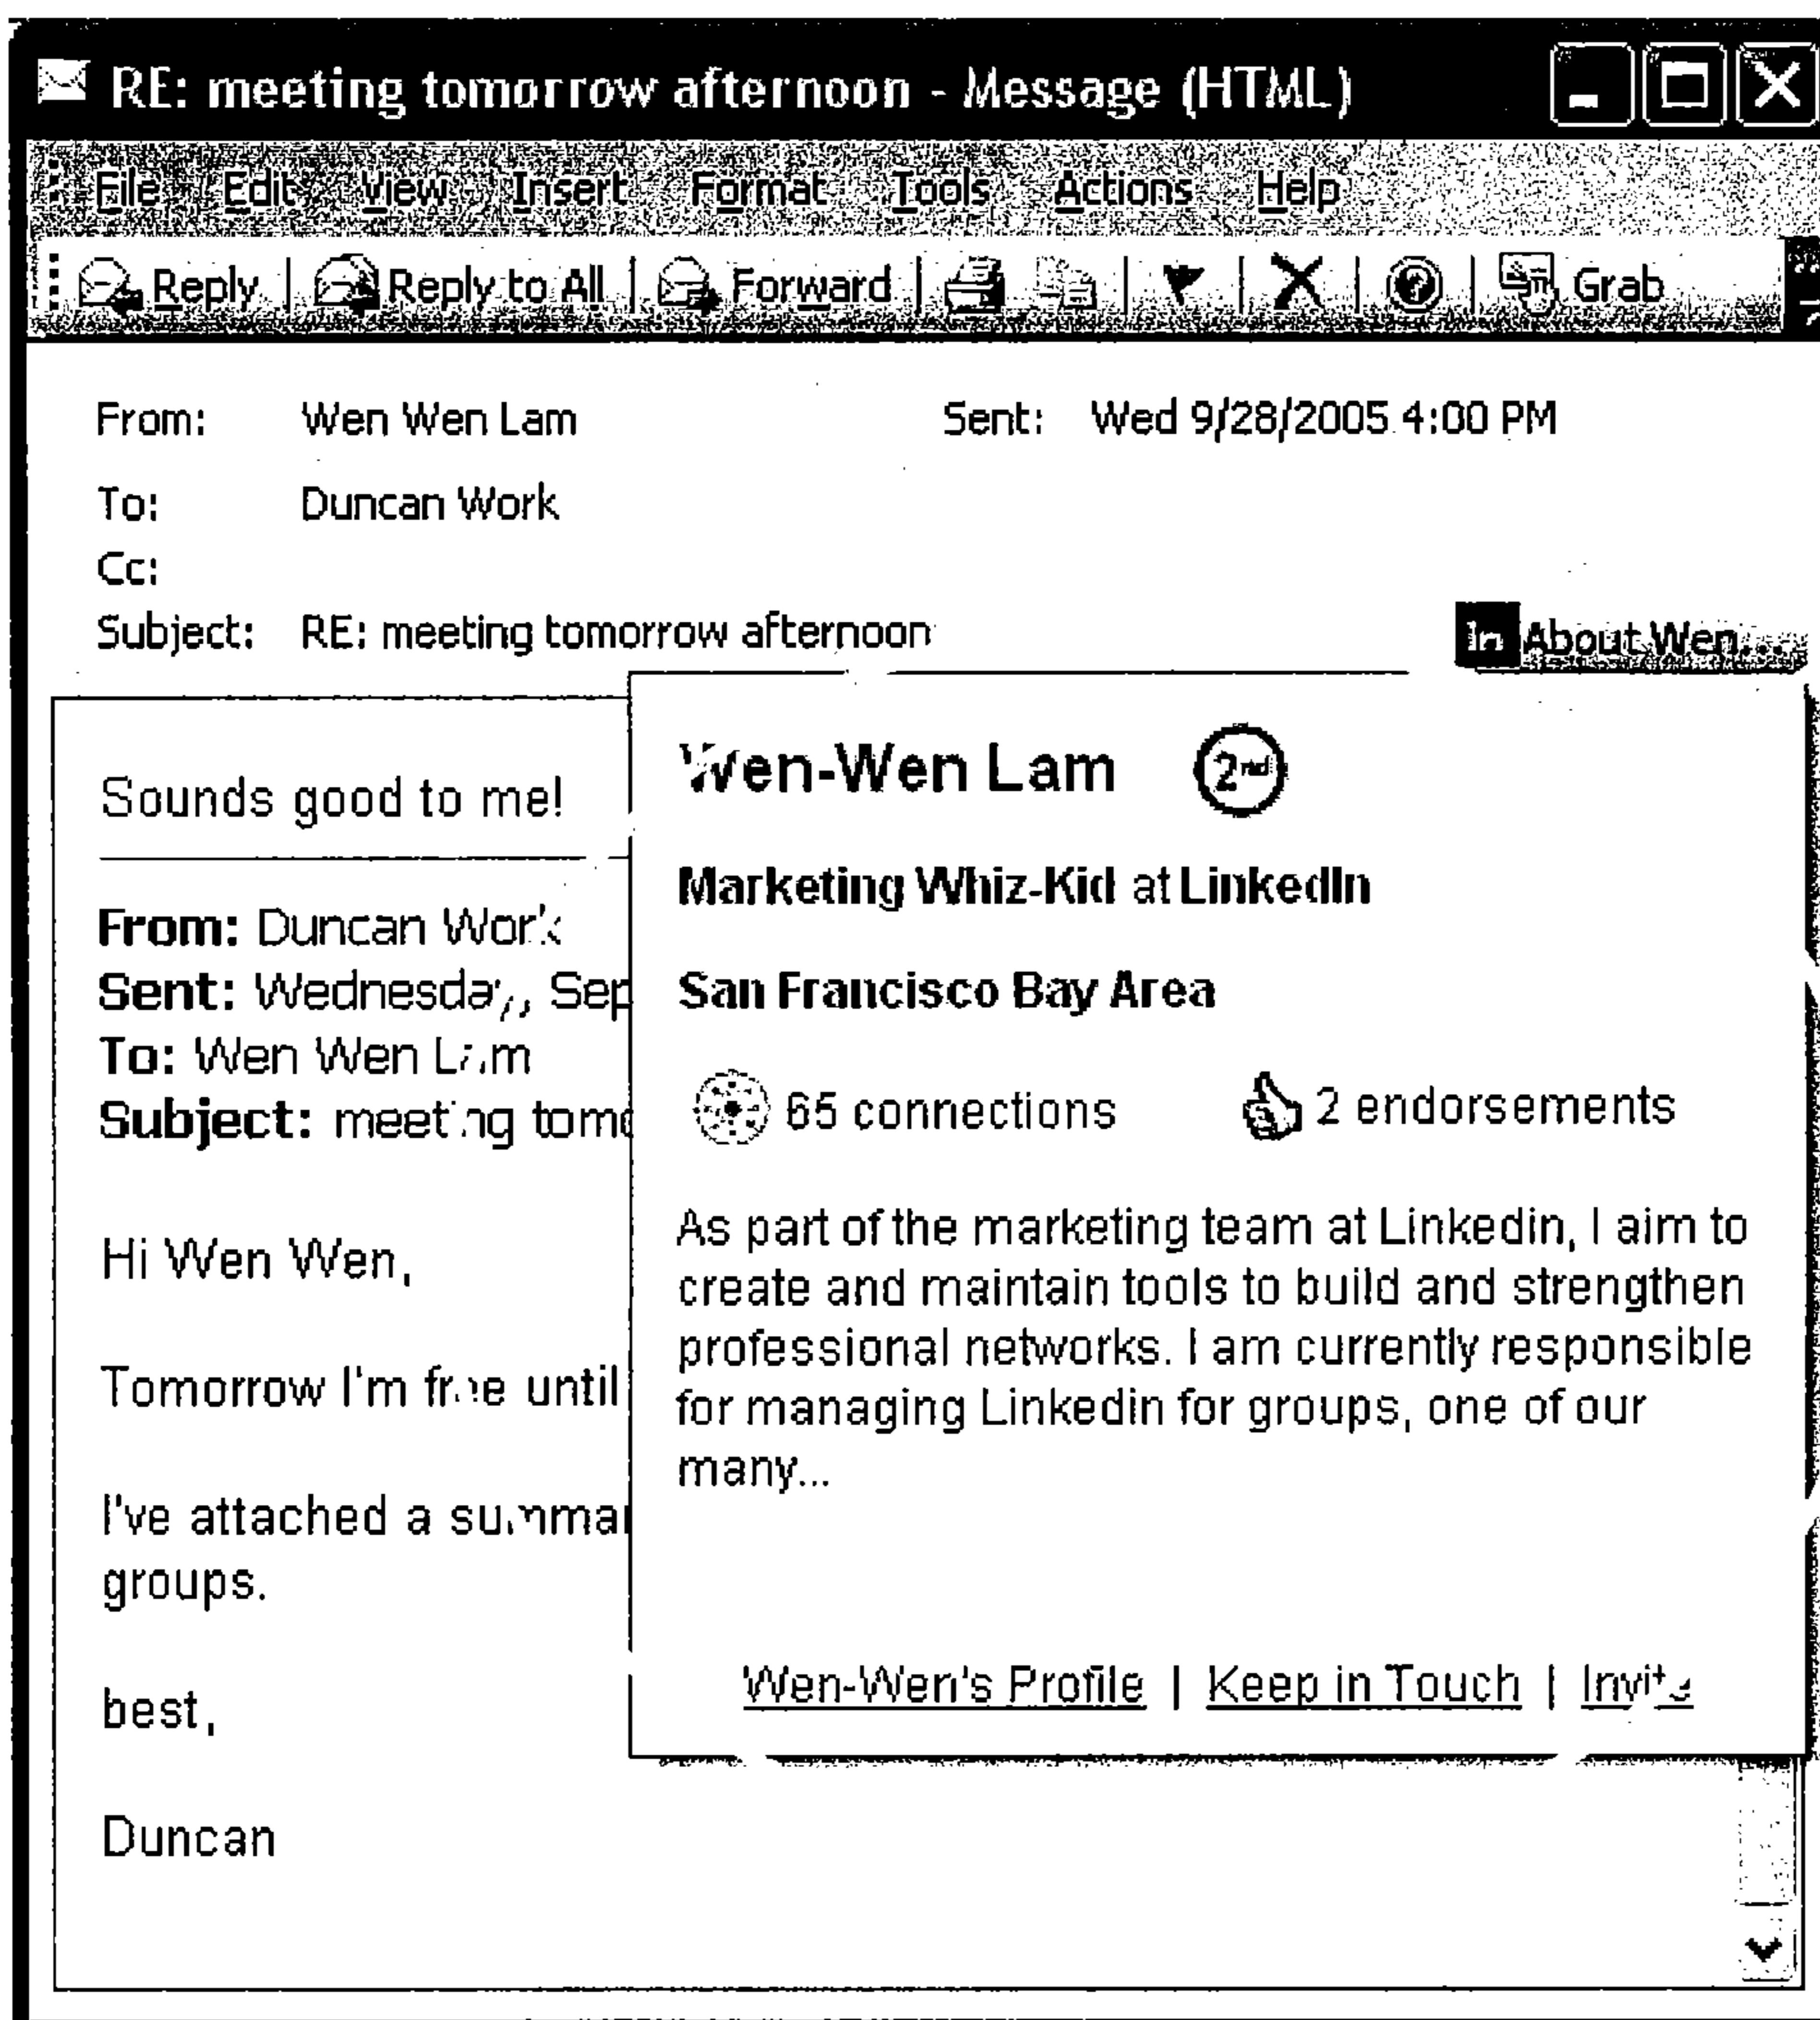 RE: meeting tomorrow afternoon - Message (HTML)
File Edit View Insert Format Tools Actions Help
Reply Reply to All Forward Grab
From: Wen Wen Lam Sent: Wed 9/28/2005 4:00 PM
To: Duncan Work
Cc:
Subject: RE: meeting tomorrow afternoon
in About Wen...
Sounds good to me!
From: Duncan Work
Sent: Wednesday, Sep
To: Wen Wen Lam
Subject: meeting tomo
Hi Wen Wen,
Tomorrow I'm free until
I've attached a summar
groups.
best,
Duncan
Wen-Wen Lam 2nd
Marketing Whiz-Kid at LinkedIn
San Francisco Bay Area
65 connections 2 endorsements
As part of the marketing team at Linkedin, I aim to
create and maintain tools to build and strengthen
professional networks. I am currently responsible
for managing Linkedin for groups, one of our
many...
Wen-Wen's Profile | Keep in Touch | Invite